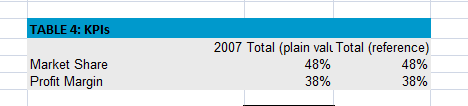 TABLE 4: KPIs
2007 Total (plain valu Total (reference)
Market Share 48% 48%
Profit Margin 38% 38%